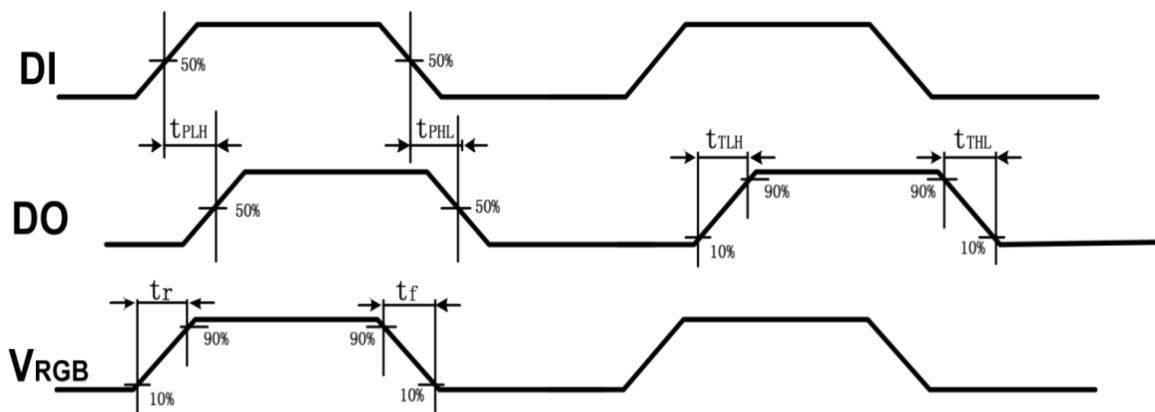 DI 50% 50%
tPLH tPHL tTLH tTHL
DO 50% 50% 90% 90% 10% 10%
tr tf
VRGB 90% 90% 10% 10%